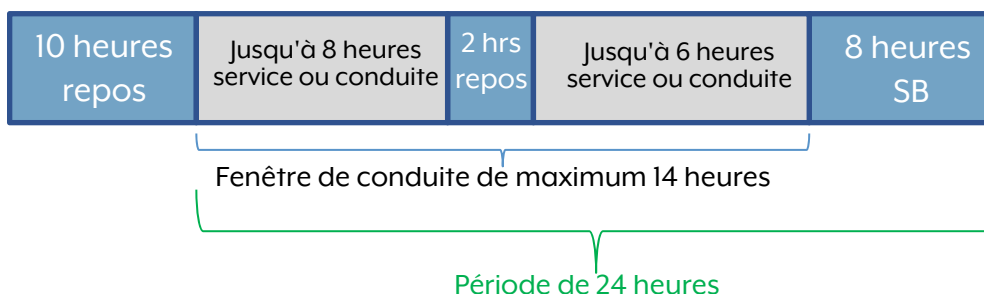 10 heures
repos
Jusqu'à 8 heures
service ou conduite
2 hrs
repos
Jusqu'à 6 heures
service ou conduite
8 heures
SB
Fenêtre de conduite de maximum 14 heures
Période de 24 heures